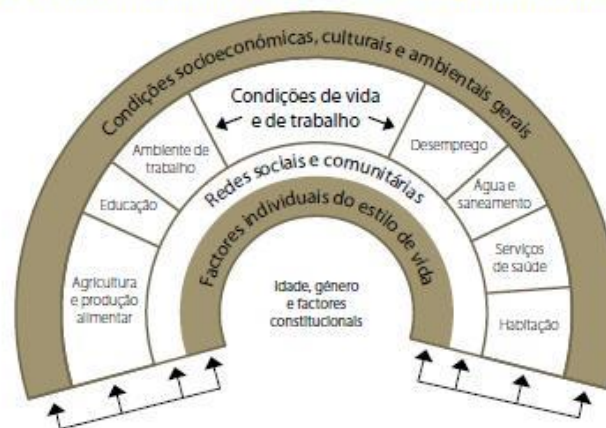 Condições socioeconómicas, culturais e ambientais gerais
Condições de vida
e de trabalho
Ambiente de
trabalho
Desemprego
Educação
Água e
saneamento
Agricultura
e produção
alimentar
Serviços
de saúde
Habitação
Redes sociais e comunitárias
Factores individuais do estilo de vida
Idade, género
e factores
constitucionais